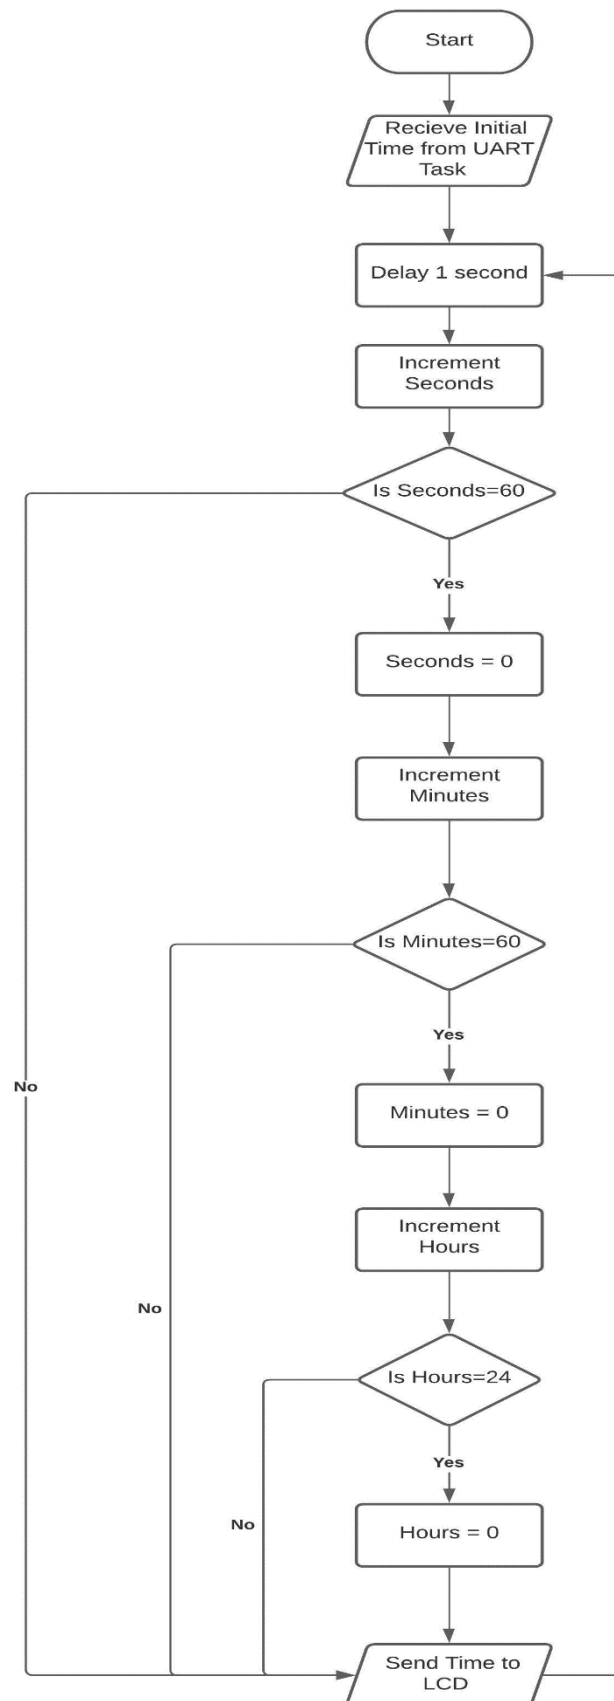 Start
Recieve Initial
Time from UART
Task
Delay 1 second
Increment
Seconds
Is Seconds=60
Yes
Seconds = 0
Increment
Minutes
Is Minutes=60
Yes
No
Minutes = 0
Increment
Hours
No
Is Hours=24
Yes
No
Hours = 0
Send Time to
LCD